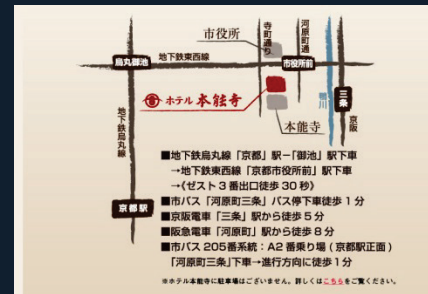 市役所
寺町通り
河原町通
烏丸御池
地下鉄東西線
市役所前
ホテル 本能寺
鴨川
三条
本能寺
京阪
地下鉄烏丸線
京都駅
■地下鉄烏丸線「京都」駅−「御池」駅下車
→地下鉄東西線「京都市役所前」駅下車
→《ゼスト3番出口徒歩30秒》
■市バス「河原町三条」バス停下車徒歩1分
■京阪電車「三条」駅から徒歩5分
■阪急電車「河原町」駅から徒歩8分
■市バス205番系統:A2番乗り場(京都駅正面)
「河原町三条」下車→進行方向に徒歩1分
※ホテル本能寺に駐車場はございません。詳しくはこちらをご覧ください。